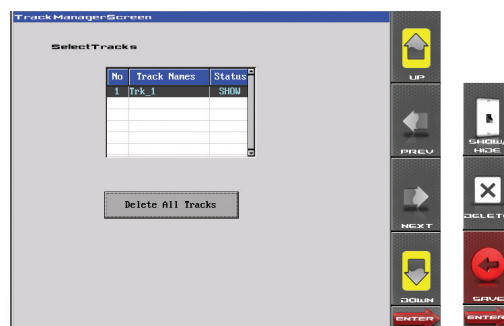 TrackManagerScreen
SelectTracks
No Track Names Status
1 Trk_1 SHOW
Delete All Tracks
UP
PREV
NEXT
DOWN
ENTER
SHOW/
HIDE
DELETE
SAVE
ENTER